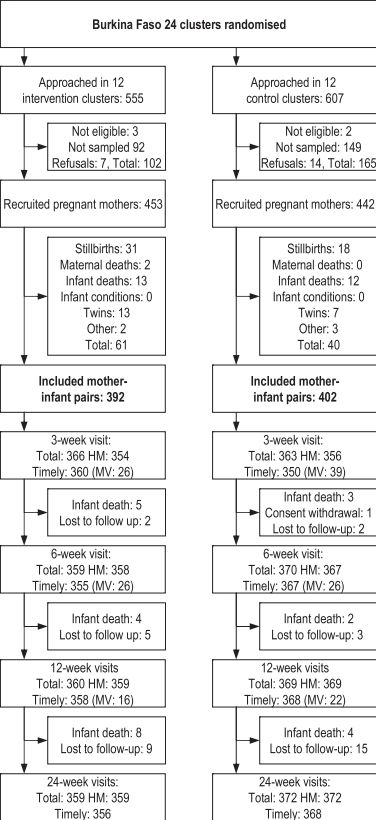 Burkina Faso 24 clusters randomised
Approached in 12
intervention clusters: 555
Not eligible: 3
Not sampled 92
Refusals: 7, Total: 102
Recruited pregnant mothers: 453
Stillbirths: 31
Maternal deaths: 2
Infant deaths: 13
Infant conditions: 0
Twins: 13
Other: 2
Total: 61
Included mother-
infant pairs: 392
3-week visit:
Total: 366 HM: 354
Timely: 360 (MV: 26)
Infant death: 5
Lost to follow up: 2
6-week visit:
Total: 359 HM: 358
Timely: 355 (MV: 26)
Infant death: 4
Lost to follow up: 5
12-week visits
Total: 360 HM: 359
Timely: 358 (MV: 16)
Infant death: 8
Lost to follow-up: 9
24-week visits:
Total: 359 HM: 359
Timely: 356
Approached in 12
control clusters: 607
Not eligible: 2
Not sampled: 149
Refusals: 14, Total: 165
Recruited pregnant mothers: 442
Stillbirths: 18
Maternal deaths: 0
Infant deaths: 12
Infant conditions: 0
Twins: 7
Other: 3
Total: 40
Included mother-
infant pairs: 402
3-week visit:
Total: 363 HM: 356
Timely: 350 (MV: 39)
Infant death: 3
Consent withdrawal: 1
Lost to follow-up: 2
6-week visit:
Total: 370 HM: 367
Timely: 367 (MV: 26)
Infant death: 2
Lost to follow-up: 3
12-week visits
Total: 369 HM: 369
Timely: 368 (MV: 22)
Infant death: 4
Lost to follow-up: 15
24-week visits:
Total: 372 HM: 372
Timely: 368